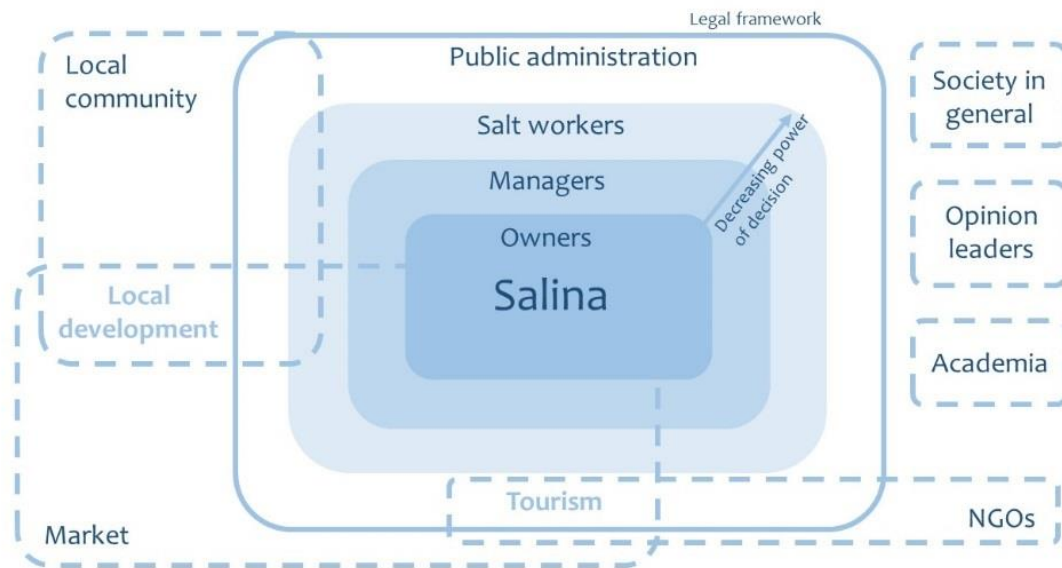 Legal framework
Local
community
Public administration
Society in
general
Salt workers
Decreasing power
of decision
Managers
Opinion
leaders
Owners
Salina
Local
development
Academia
Tourism
NGOs
Market